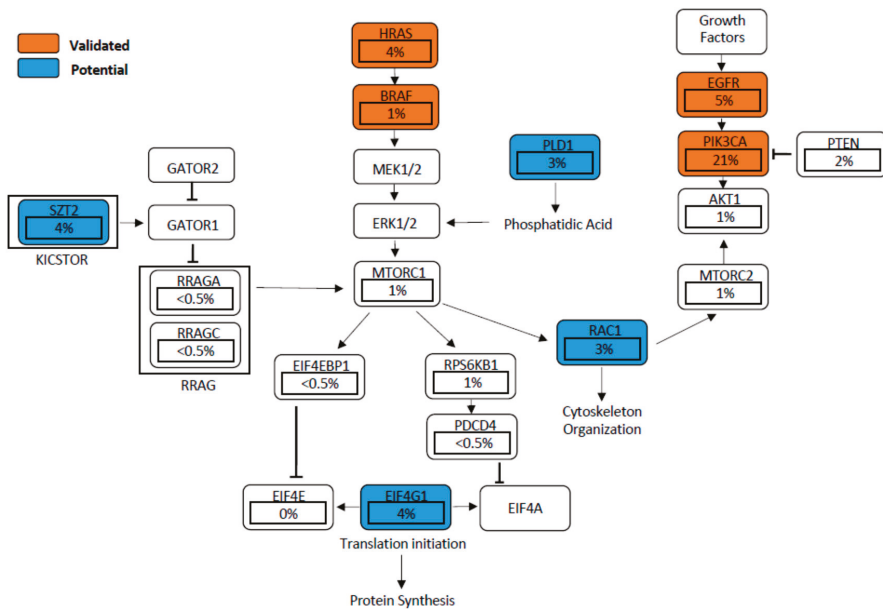 Validated
Potential
HRAS
4%
BRAF
1%
MEK1/2
ERK1/2
MTORC1
1%
Growth
Factors
EGFR
5%
PIK3CA
21%
PTEN
2%
AKT1
1%
MTORC2
1%
PLD1
3%
Phosphatidic Acid
GATOR2
SZT2
4%
KICSTOR
GATOR1
RRAGA
<0.5%
RRAGC
<0.5%
RRAG
RAC1
3%
Cytoskeleton
Organization
EIF4EBP1
<0.5%
RPS6KB1
1%
PDCD4
<0.5%
EIF4E
0%
EIF4G1
4%
EIF4A
Translation initiation
Protein Synthesis